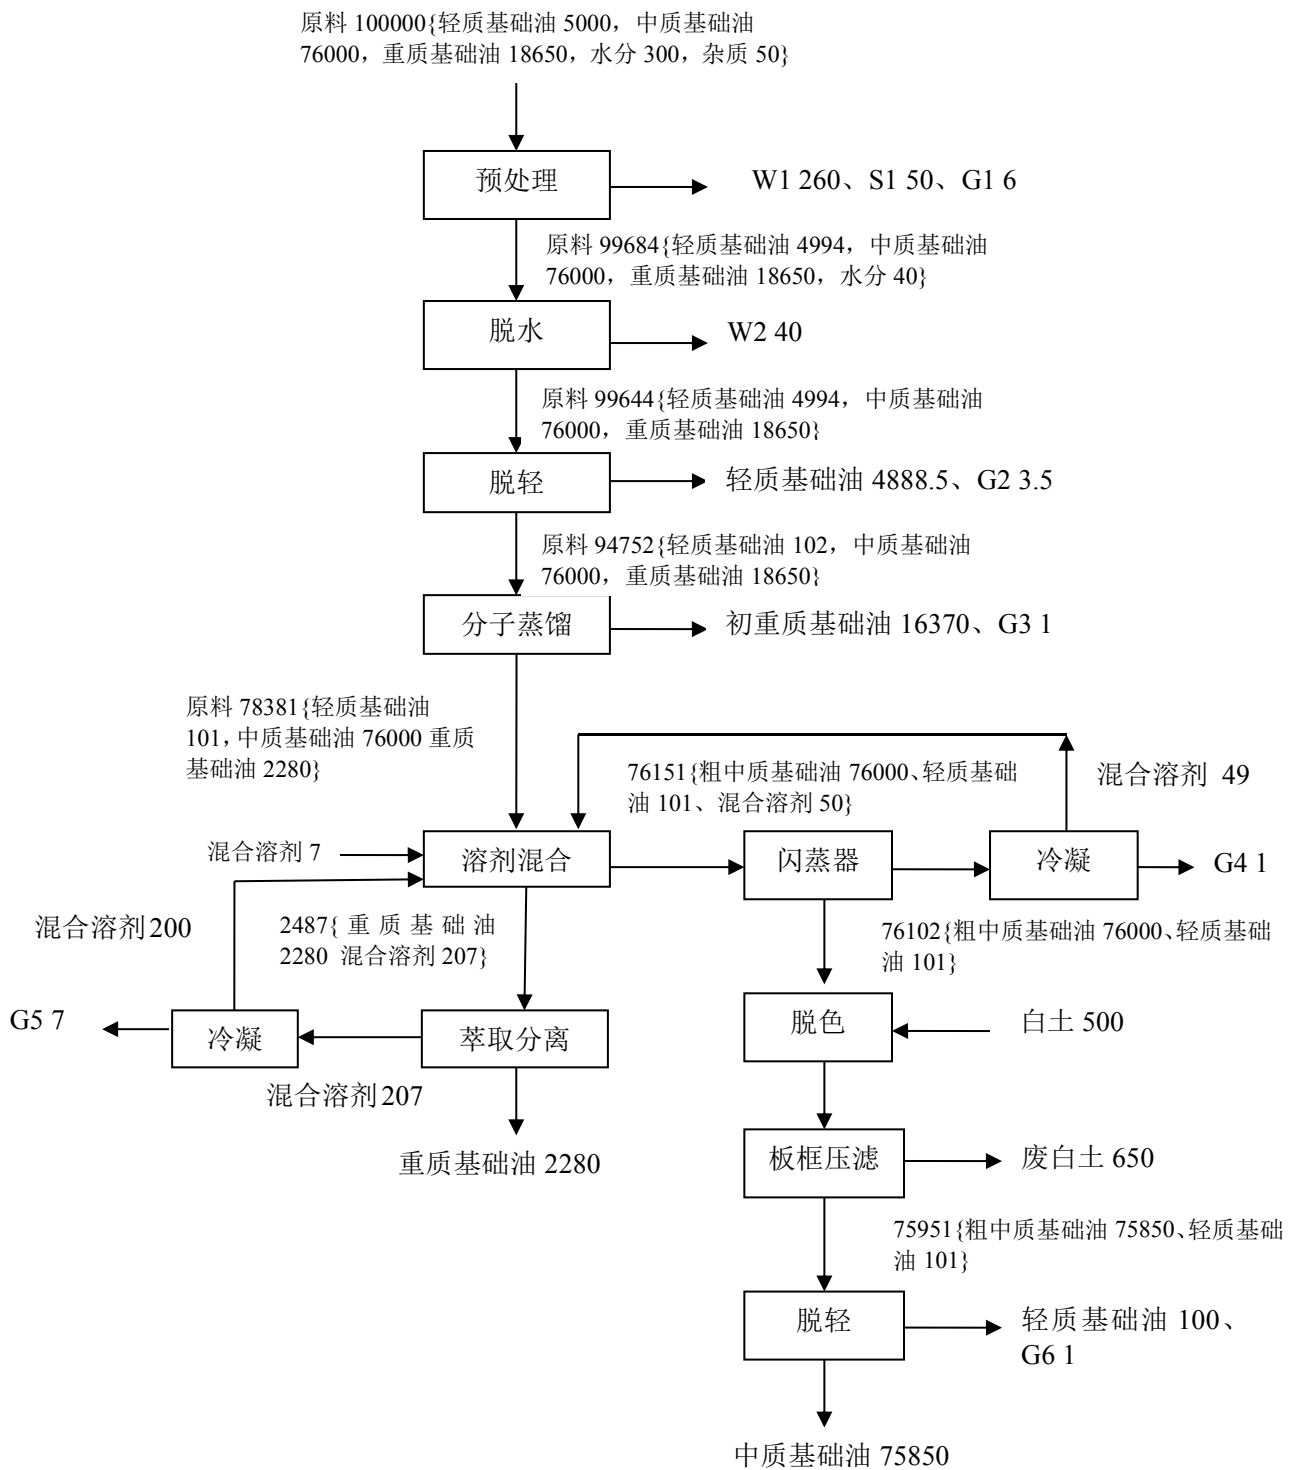 原料 100000{轻质基础油 5000，中质基础油
76000，重质基础油 18650，水分 300，杂质 50}
预处理
W1 260、S1 50、G1 6
原料 99684{轻质基础油 4994，中质基础油
76000，重质基础油 18650，水分 40}
脱水
W2 40
原料 99644{轻质基础油 4994，中质基础油
76000，重质基础油 18650}
脱轻
轻质基础油 4888.5、G2 3.5
原料 94752{轻质基础油 102，中质基础油
76000，重质基础油 18650}
分子蒸馏
初重质基础油 16370、G3 1
原料 78381{轻质基础油
101，中质基础油 76000 重质
基础油 2280}
76151{粗中质基础油 76000、轻质基础
油 101、混合溶剂 50}
混合溶剂 49
混合溶剂 7
溶剂混合
闪蒸器
冷凝
G4 1
混合溶剂 200
2487{ 重 质 基 础 油
2280 混合溶剂 207}
76102{粗中质基础油 76000、轻质基础
油 101}
G5 7
冷凝
萃取分离
脱色
白土 500
混合溶剂 207
重质基础油 2280
板框压滤
废白土 650
75951{粗中质基础油 75850、轻质基础
油 101}
脱轻
轻质基础油 100、
G6 1
中质基础油 75850